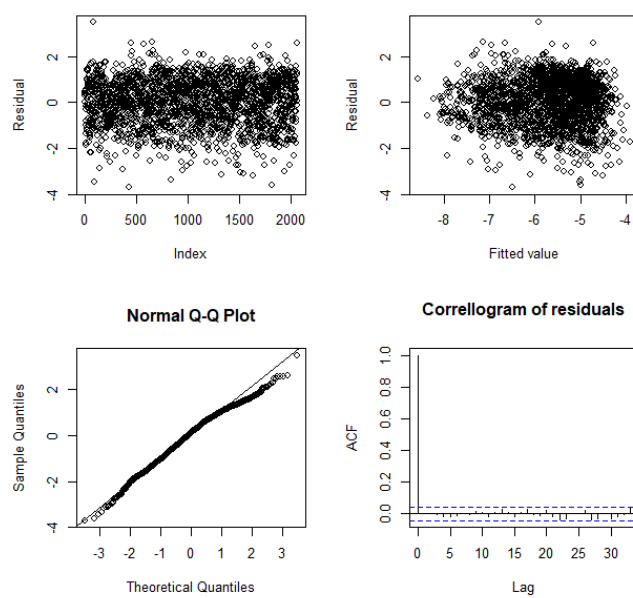 Residual
2
0
-2
-4
0 500 1000 1500 2000
Index
Residual
2
0
-2
-4
-8 -7 -6 -5 -4
Fitted value
Normal Q-Q Plot
Sample Quantiles
2
0
-2
-4
-3 -2 -1 0 1 2 3
Theoretical Quantiles
Correllogram of residuals
ACF
1.0
0.8
0.6
0.4
0.2
0.0
0 5 10 15 20 25 30
Lag